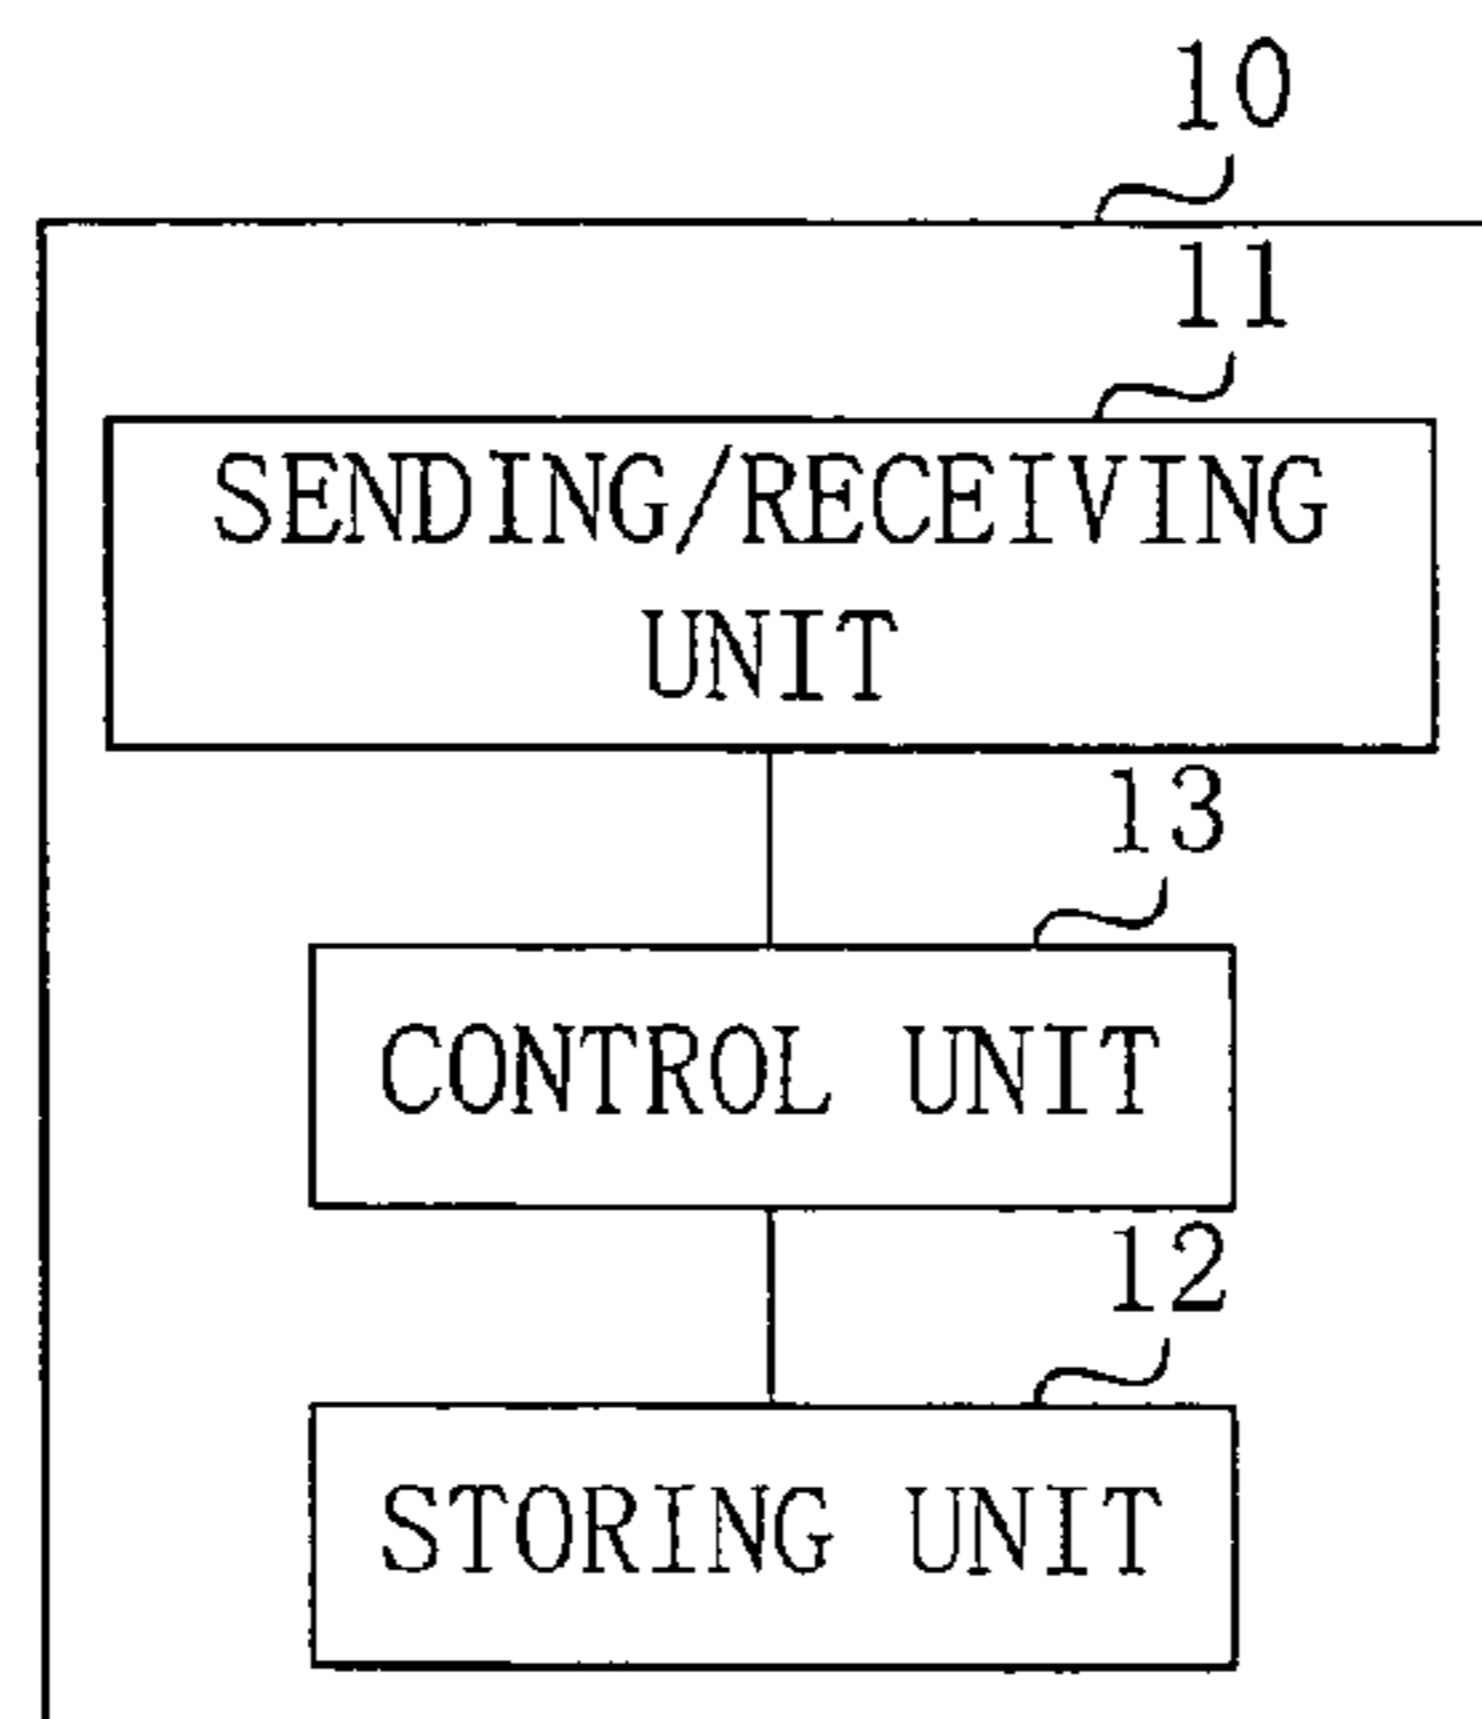 10
11
SENDING/RECEIVING
UNIT
13
CONTROL UNIT
12
STORING UNIT